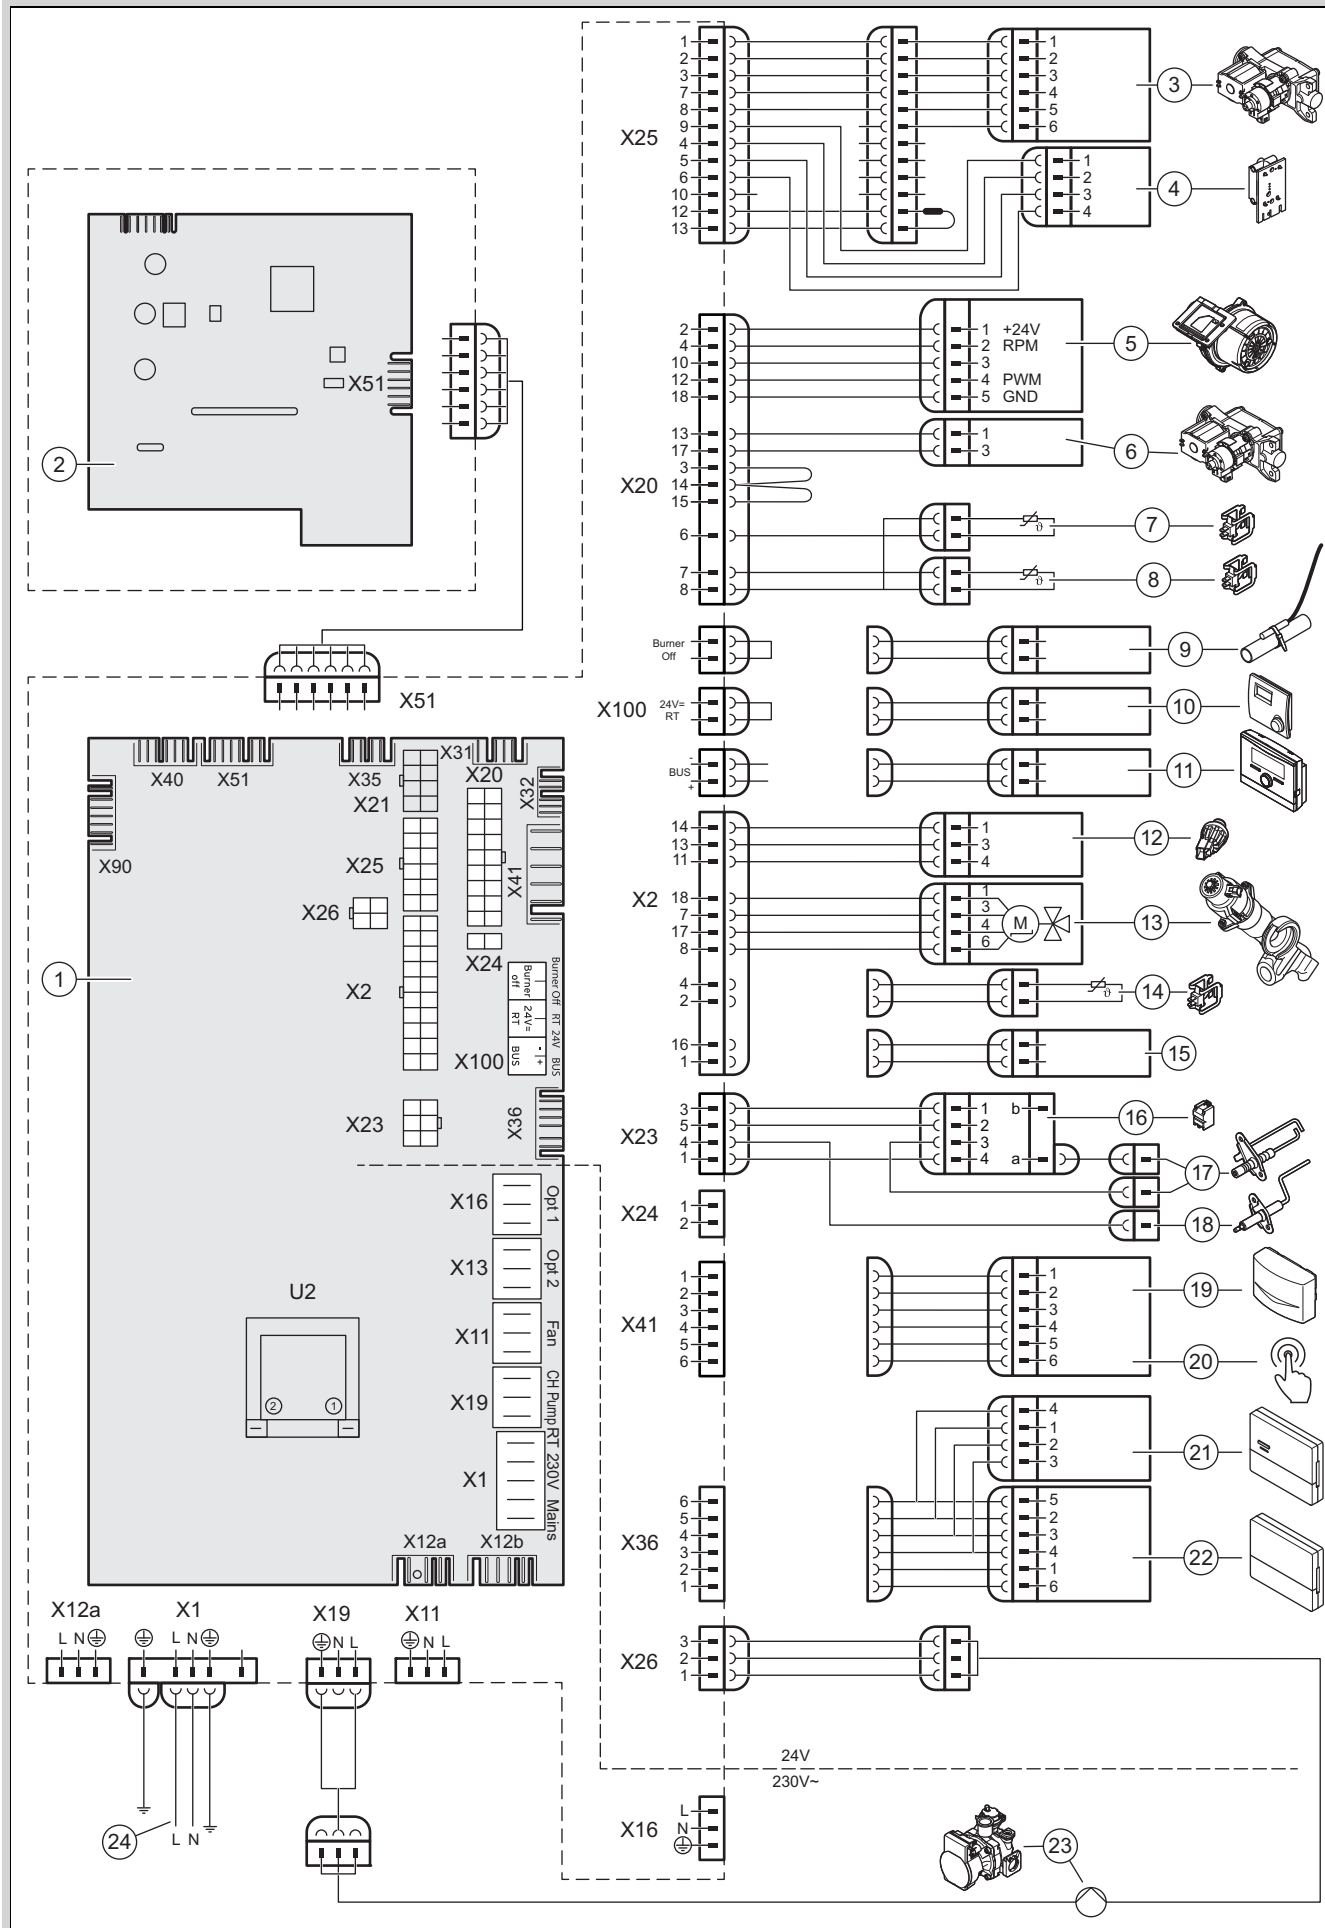 X25
1
2
3
7
8
9
4
5
6
10
12
13
1
2
3
4
5
6
3
1
2
3
4
4
X20
2
4
10
12
18
13
17
3
14
15
6
7
8
1 +24V
2 RPM
3
4 PWM
5 GND
5
1
3
6
ϑ
7
ϑ
8
X51
2
X51
Burner
Off
9
X100
24V=
RT
10
-
BUS
+
11
X2
14
13
11
18
7
17
8
4
2
16
1
1
3
4
12
1
3
4
6
M
13
ϑ
14
15
X23
3
5
4
1
1
2
3
4
b
a
16
17
18
X24
1
2
X41
1
2
3
4
5
6
1
2
3
4
5
6
19
20
4
1
2
3
21
X36
6
5
4
3
2
1
5
2
3
4
1
6
22
X26
3
2
1
24V
230V~
X16
L
N
23
X40
X51
X35
X31
X20
X32
X21
X90
X25
X41
X26
X24
1
X2
Burner Off RT 24V BUS
Burner
off
24V=
RT
- +
BUS
X100
X23
X36
X16
Opt 1
X13
Opt 2
U2
X11
Fan
2
1
X19
CH Pump
X1
RT 230V Mains
X12a
X12b
X12a
L N
X1
L N
X19
N L
X11
N L
24
L N